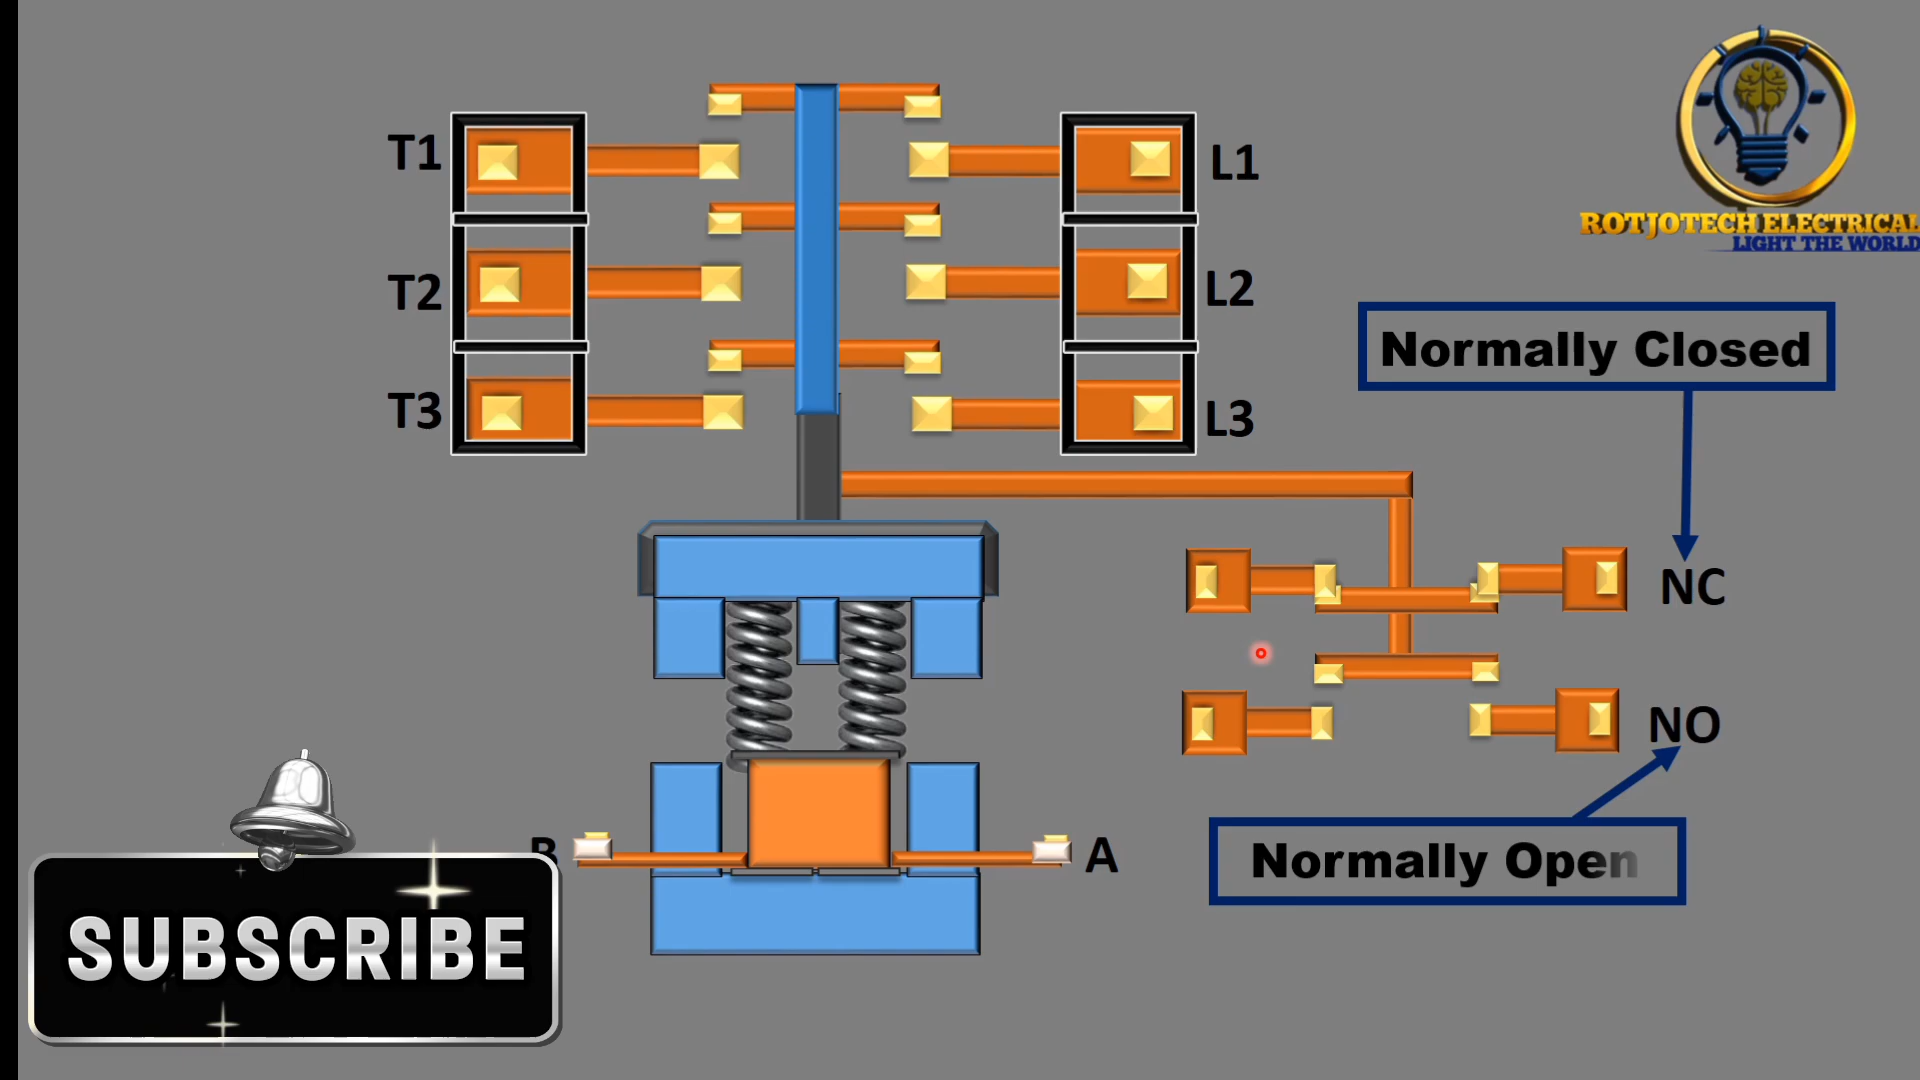 ROTJOTECH ELECTRICAL
LIGHT THE WORLD
T1
L1
T2
L2
T3
L3
Normally Closed
NC
NO
Normally Open
B
A
SUBSCRIBE